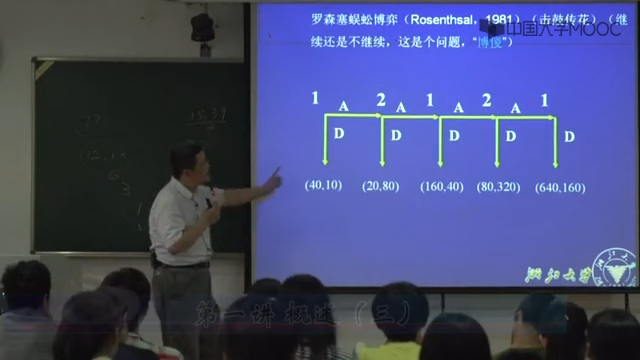 罗森塞蜈蚣博弈（Rosenthsal，1981）（击鼓传花）（继
续还是不继续，这是个问题，“博傻”）
中国大学MOOC
1 A 2 A 1 A 2 A 1
D D D D D
(40,10) (20,80) (160,40) (80,320) (640,160)
15,39
浙江大学
第一讲 概述（三）